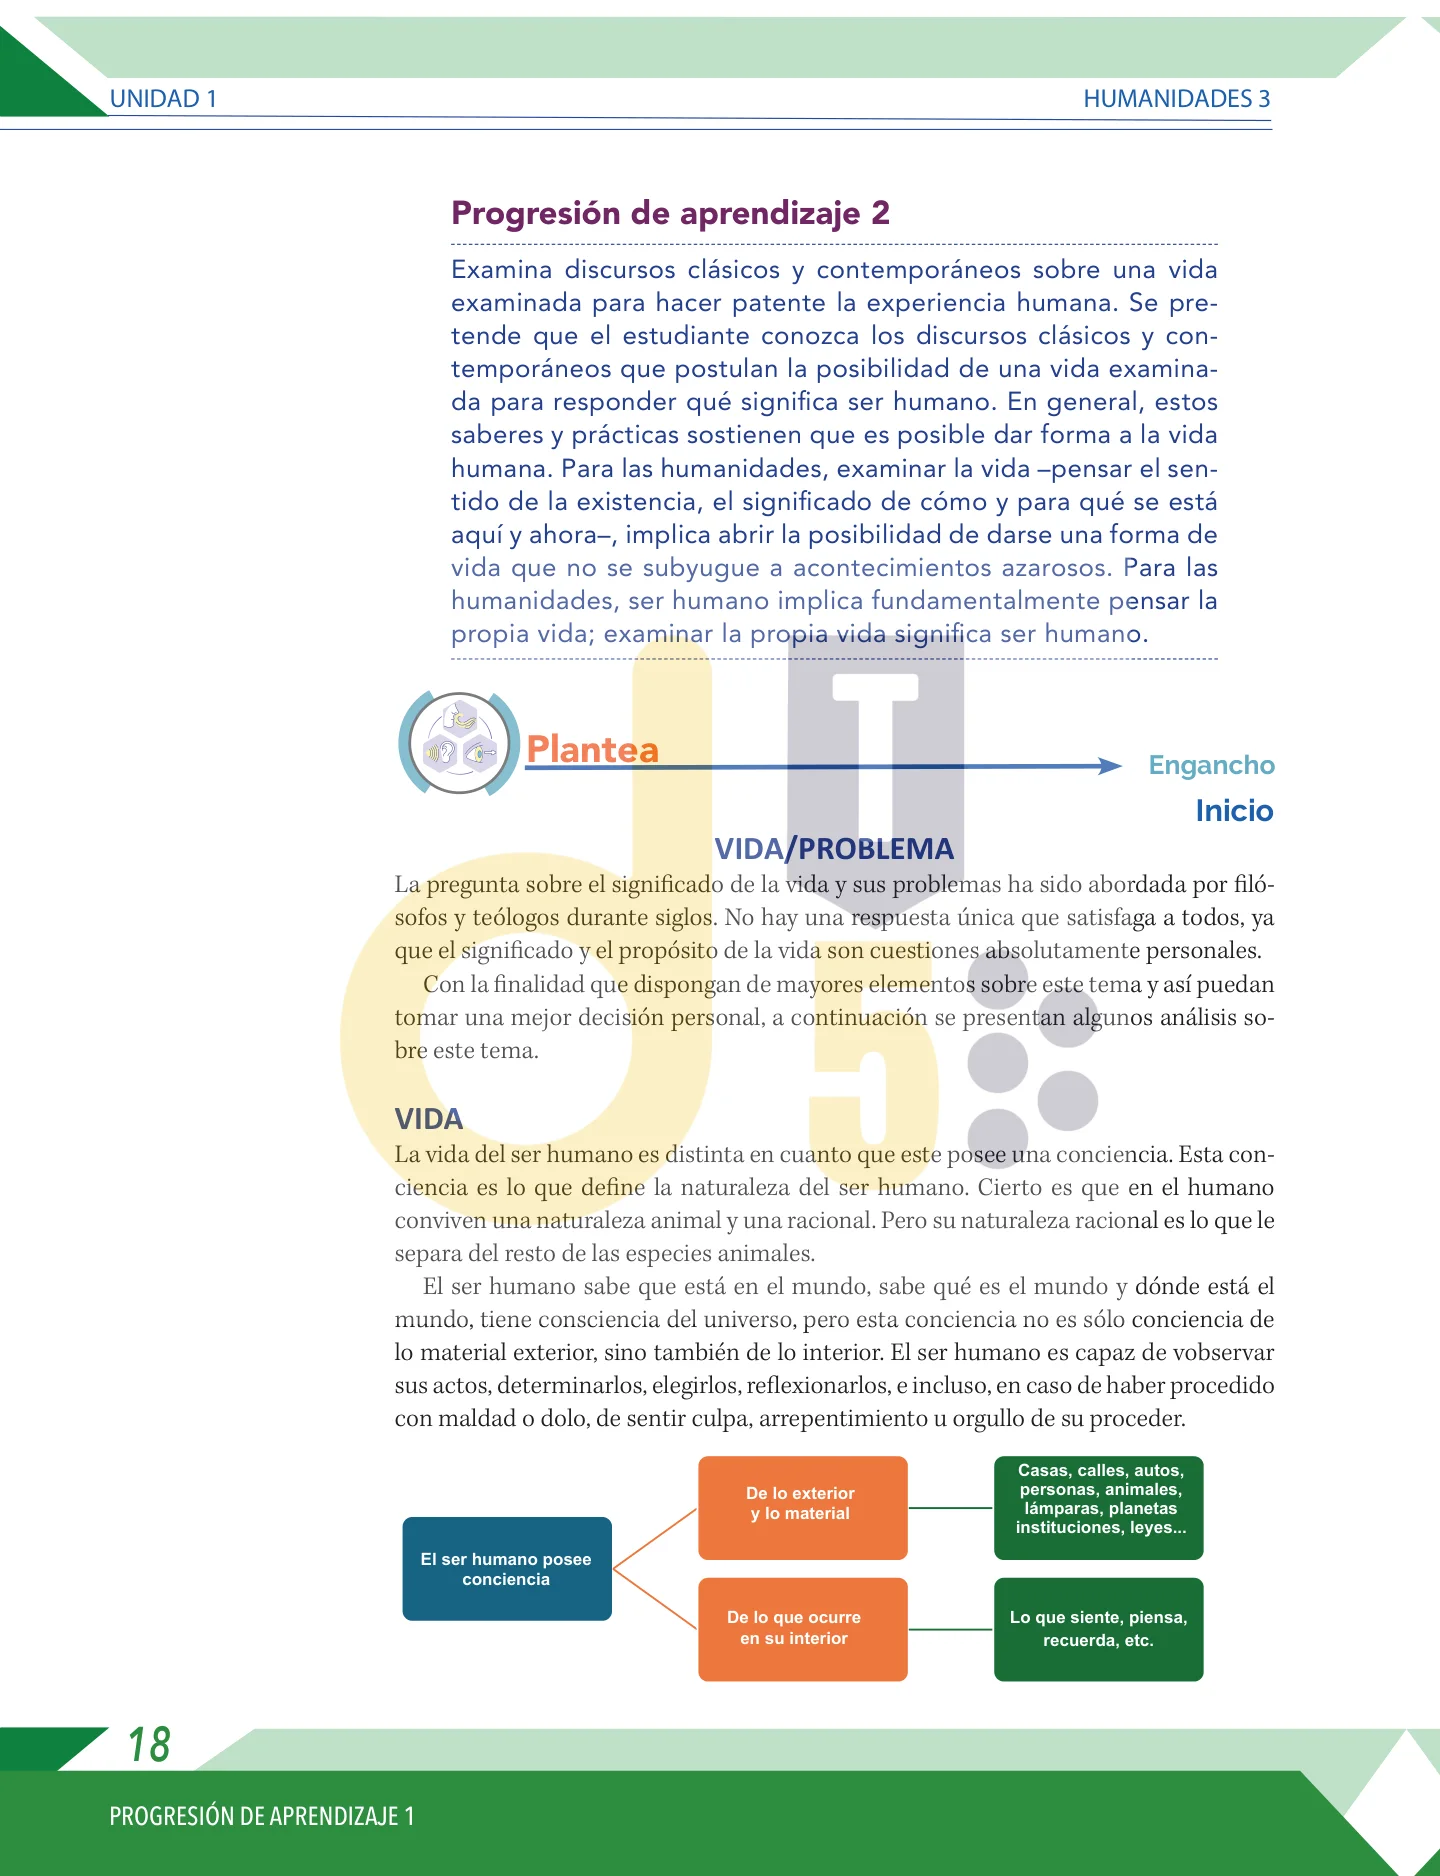 UNIDAD 1
HUMANIDADES 3
Progresión de aprendizaje 2
Examina discursos clásicos y contemporáneos sobre una vida
examinada para hacer patente la experiencia humana. Se pre-
tende que el estudiante conozca los discursos clásicos y con-
temporáneos que postulan la posibilidad de una vida examina-
da para responder qué significa ser humano. En general, estos
saberes y prácticas sostienen que es posible dar forma a la vida
humana. Para las humanidades, examinar la vida –pensar el sen-
tido de la existencia, el significado de cómo y para qué se está
aquí y ahora–, implica abrir la posibilidad de darse una forma de
vida que no se subyugue a acontecimientos azarosos. Para las
humanidades, ser humano implica fundamentalmente pensar la
propia vida; examinar la propia vida significa ser humano.
Plantea
Engancho
Inicio
VIDA/PROBLEMA
La pregunta sobre el significado de la vida y sus problemas ha sido abordada por filó-
sofos y teólogos durante siglos. No hay una respuesta única que satisfaga a todos, ya
que el significado y el propósito de la vida son cuestiones absolutamente personales.
Con la finalidad que dispongan de mayores elementos sobre este tema y así puedan
tomar una mejor decisión personal, a continuación se presentan algunos análisis so-
bre este tema.
VIDA
La vida del ser humano es distinta en cuanto que este posee una conciencia. Esta con-
ciencia es lo que define la naturaleza del ser humano. Cierto es que en el humano
conviven una naturaleza animal y una racional. Pero su naturaleza racional es lo que le
separa del resto de las especies animales.
El ser humano sabe que está en el mundo, sabe qué es el mundo y dónde está el
mundo, tiene consciencia del universo, pero esta conciencia no es sólo conciencia de
lo material exterior, sino también de lo interior. El ser humano es capaz de vobservar
sus actos, determinarlos, elegirlos, reflexionarlos, e incluso, en caso de haber procedido
con maldad o dolo, de sentir culpa, arrepentimiento u orgullo de su proceder.
El ser humano posee
conciencia
De lo exterior
y lo material
Casas, calles, autos,
personas, animales,
lámparas, planetas
instituciones, leyes...
De lo que ocurre
en su interior
Lo que siente, piensa,
recuerda, etc.
18
PROGRESIÓN DE APRENDIZAJE 1
d
T
5